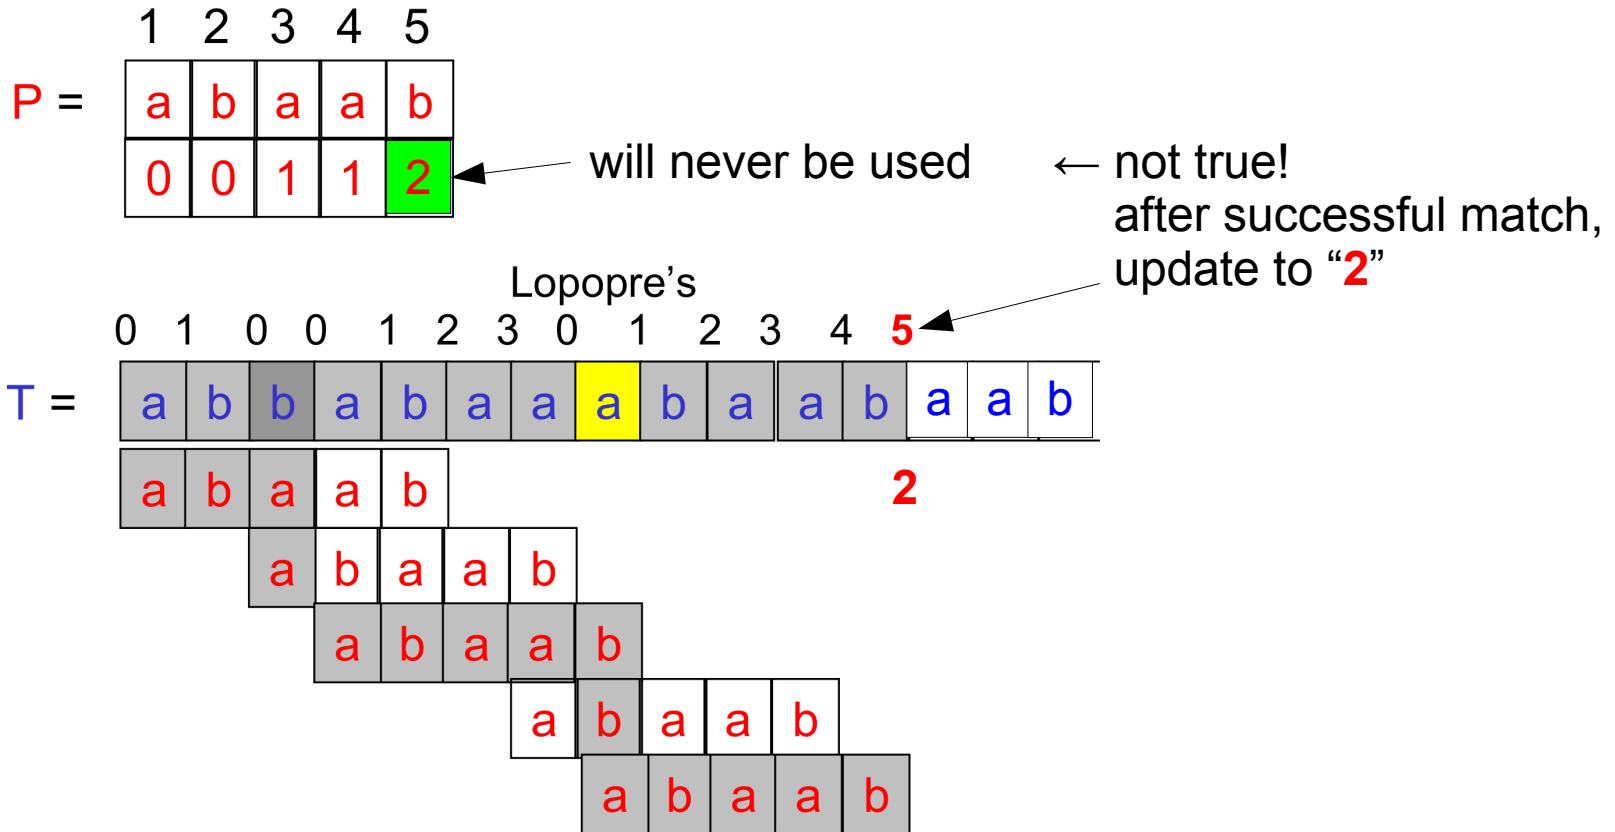 1 2 3 4 5
P = a b a a b
0 0 1 1 2
will never be used ← not true!
after successful match,
update to “2”
Lopopre’s
0 1 0 0 1 2 3 0 1 2 3 4 5
T = a b b a b a a a b a a b a a b
a b a a b
2
a b a a b
a b a a b
a b a a b
a b a a b